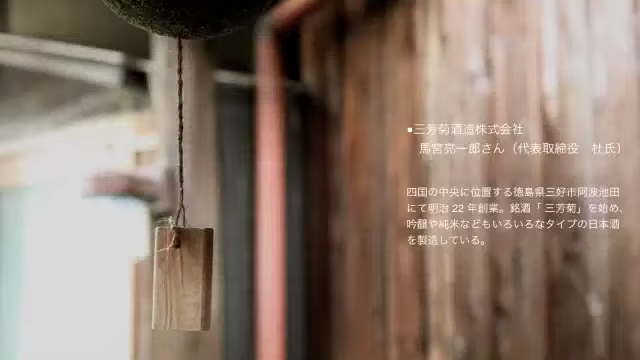 ■三芳菊酒造株式会社
馬宮亮一郎さん（代表取締役　杜氏）
四国の中央に位置する徳島県三好市阿波池田
にて明治 22 年創業。銘酒「 三芳菊」を始め、
吟醸や純米などもいろいろなタイプの日本酒
を製造している。